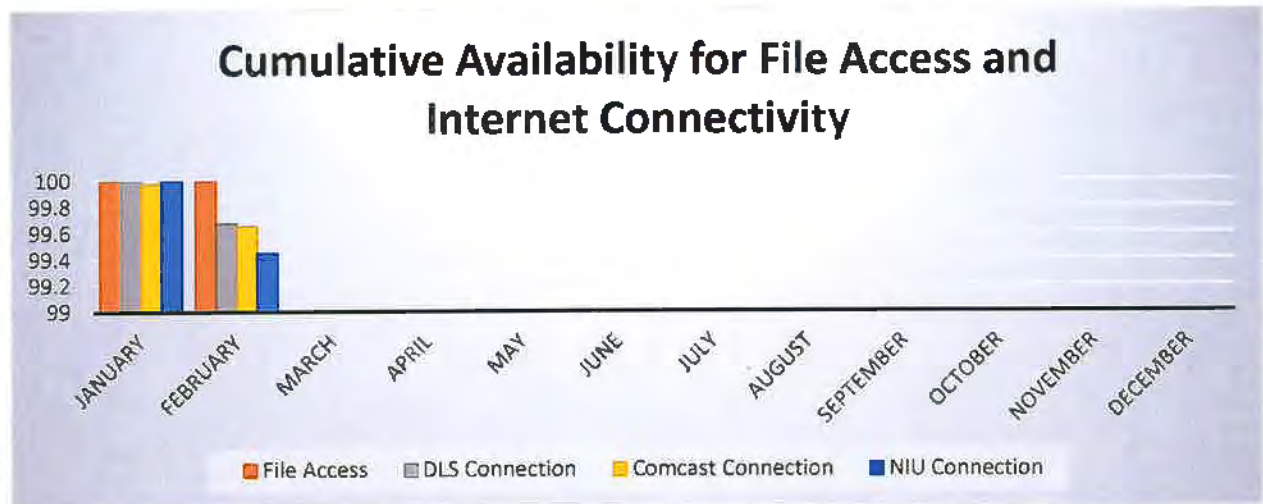 Cumulative Availability for File Access and
Internet Connectivity
100
99.8
99.6
99.4
99.2
99
JANUARY
FEBRUARY
MARCH
APRIL
MAY
JUNE
JULY
AUGUST
SEPTEMBER
OCTOBER
NOVEMBER
DECEMBER
File Access DLS Connection Comcast Connection NIU Connection